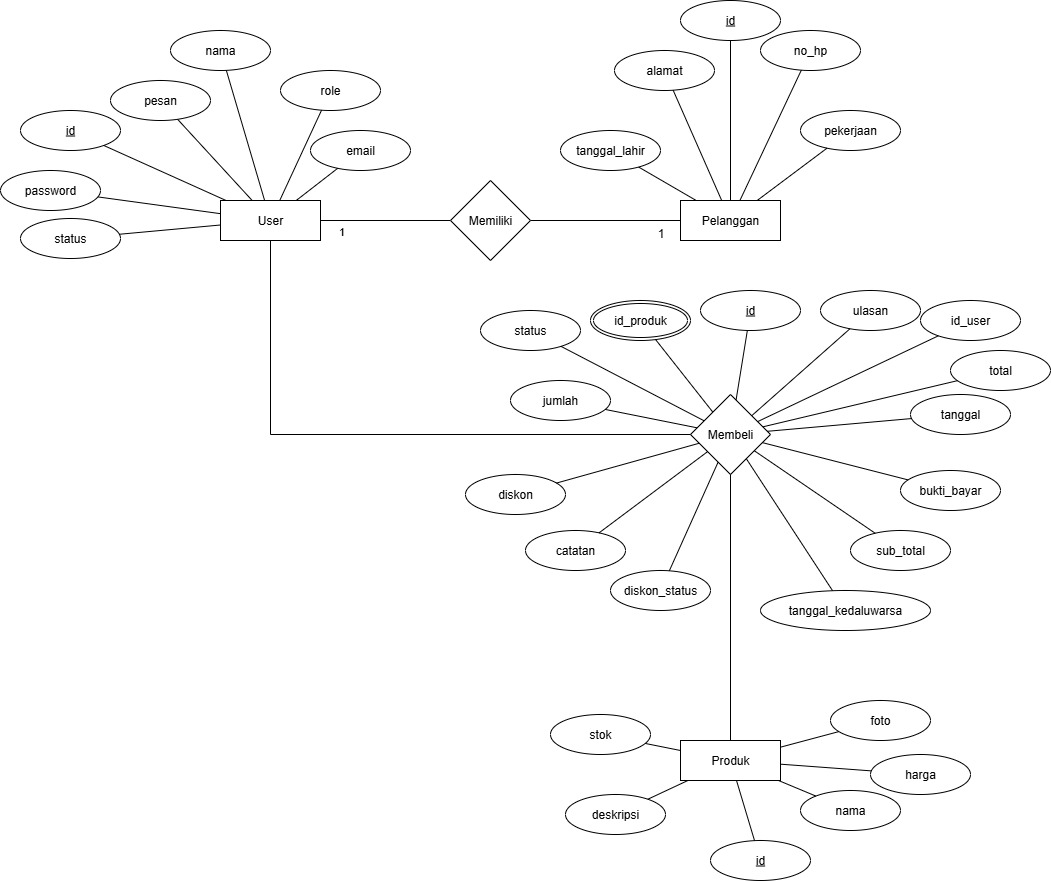 id
nama
no_hp
alamat
role
pesan
id
pekerjaan
email
tanggal_lahir
password
User
Memiliki
Pelanggan
status
1
1
id
ulasan
id_produk
id_user
status
total
jumlah
tanggal
Membeli
bukti_bayar
diskon
catatan
sub_total
diskon_status
tanggal_kedaluwarsa
foto
stok
Produk
harga
nama
deskripsi
id